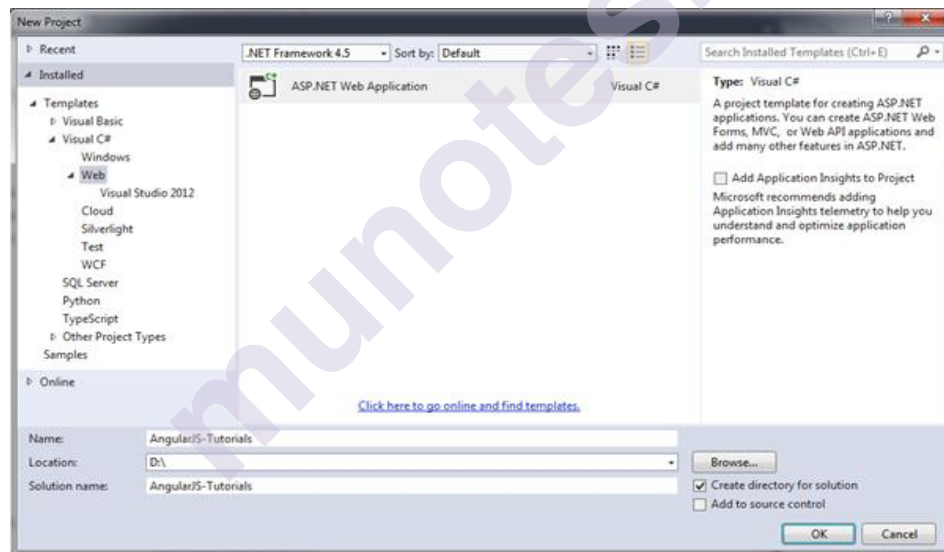 New Project
Recent
Installed
Templates
Visual Basic
Visual C#
Windows
Web
Visual Studio 2012
Cloud
Silverlight
Test
WCF
SQL Server
Python
TypeScript
Other Project Types
Samples
Online
.NET Framework 4.5 Sort by: Default
ASP.NET Web Application Visual C#
Click here to go online and find templates.
Search Installed Templates (Ctrl+E)
Type: Visual C#
A project template for creating ASP.NET
applications. You can create ASP.NET Web
Forms, MVC, or Web API applications and
add many other features in ASP.NET.
Add Application Insights to Project
Microsoft recommends adding
Application Insights telemetry to help you
understand and optimize application
performance.
Name: AngularJS-Tutorials
Location: D:\
Solution name: AngularJS-Tutorials
Browse...
Create directory for solution
Add to source control
OK Cancel
munotes